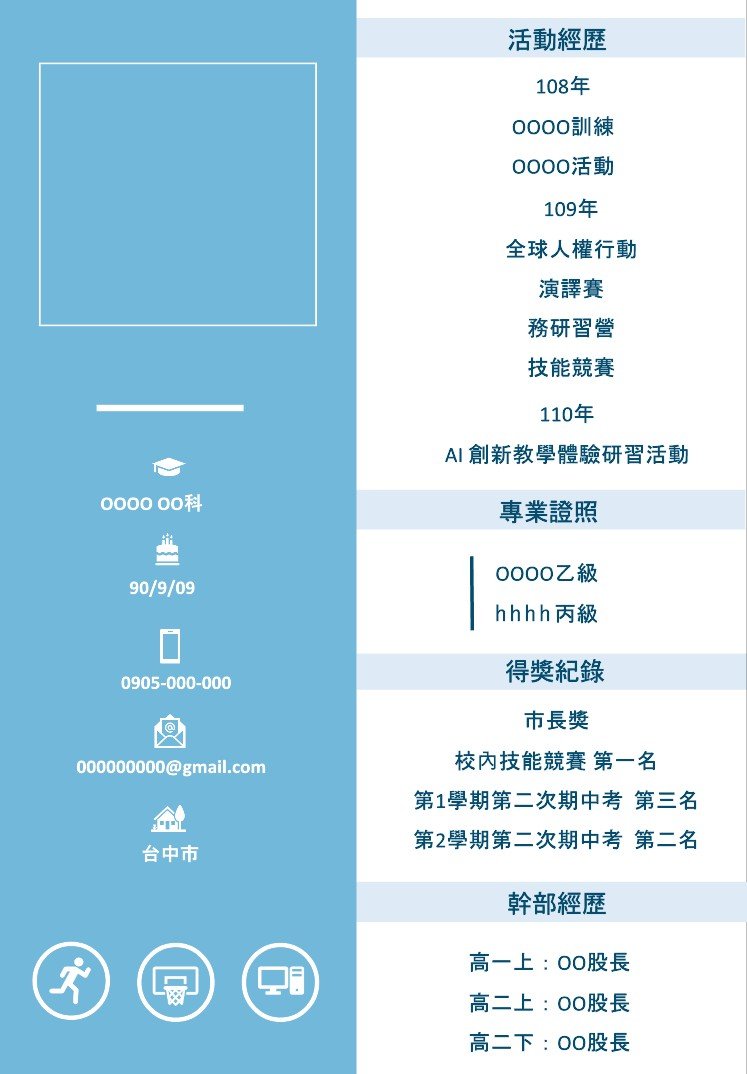 OOOO OO科
90/9/09
0905-000-000
000000000@gmail.com
台中市
活動經歷
108年
OOOO訓練
OOOO活動
109年
全球人權行動
演譯賽
務研習營
技能競賽
110年
AI 創新教學體驗研習活動
專業證照
OOOO乙級
hhhh丙級
得獎紀錄
市長獎
校內技能競賽 第一名
第1學期第二次期中考 第三名
第2學期第二次期中考 第二名
幹部經歷
高一上：OO股長
高二上：OO股長
高二下：OO股長